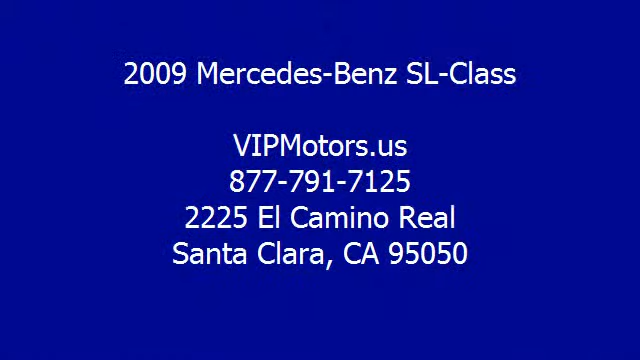 2009 Mercedes-Benz SL-Class
VIPMotors.us
877-791-7125
2225 El Camino Real
Santa Clara, CA 95050